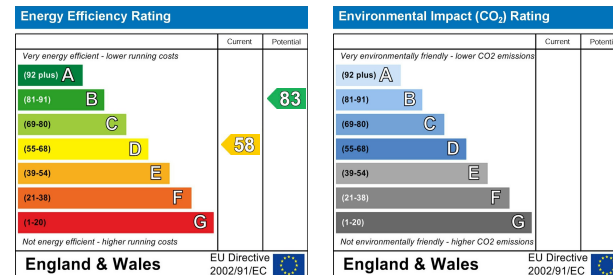 Energy Efficiency Rating
Current Potential
Very energy efficient - lower running costs
(92 plus) A
(81-91) B
83
(69-80) C
(55-68) D
58
(39-54) E
(21-38) F
(1-20) G
Not energy efficient - higher running costs
England & Wales
EU Directive
2002/91/EC
Environmental Impact (CO₂) Rating
Current Potential
Very environmentally friendly - lower CO2 emissions
(92 plus) A
(81-91) B
(69-80) C
(55-68) D
(39-54) E
(21-38) F
(1-20) G
Not environmentally friendly - higher CO2 emissions
England & Wales
EU Directive
2002/91/EC